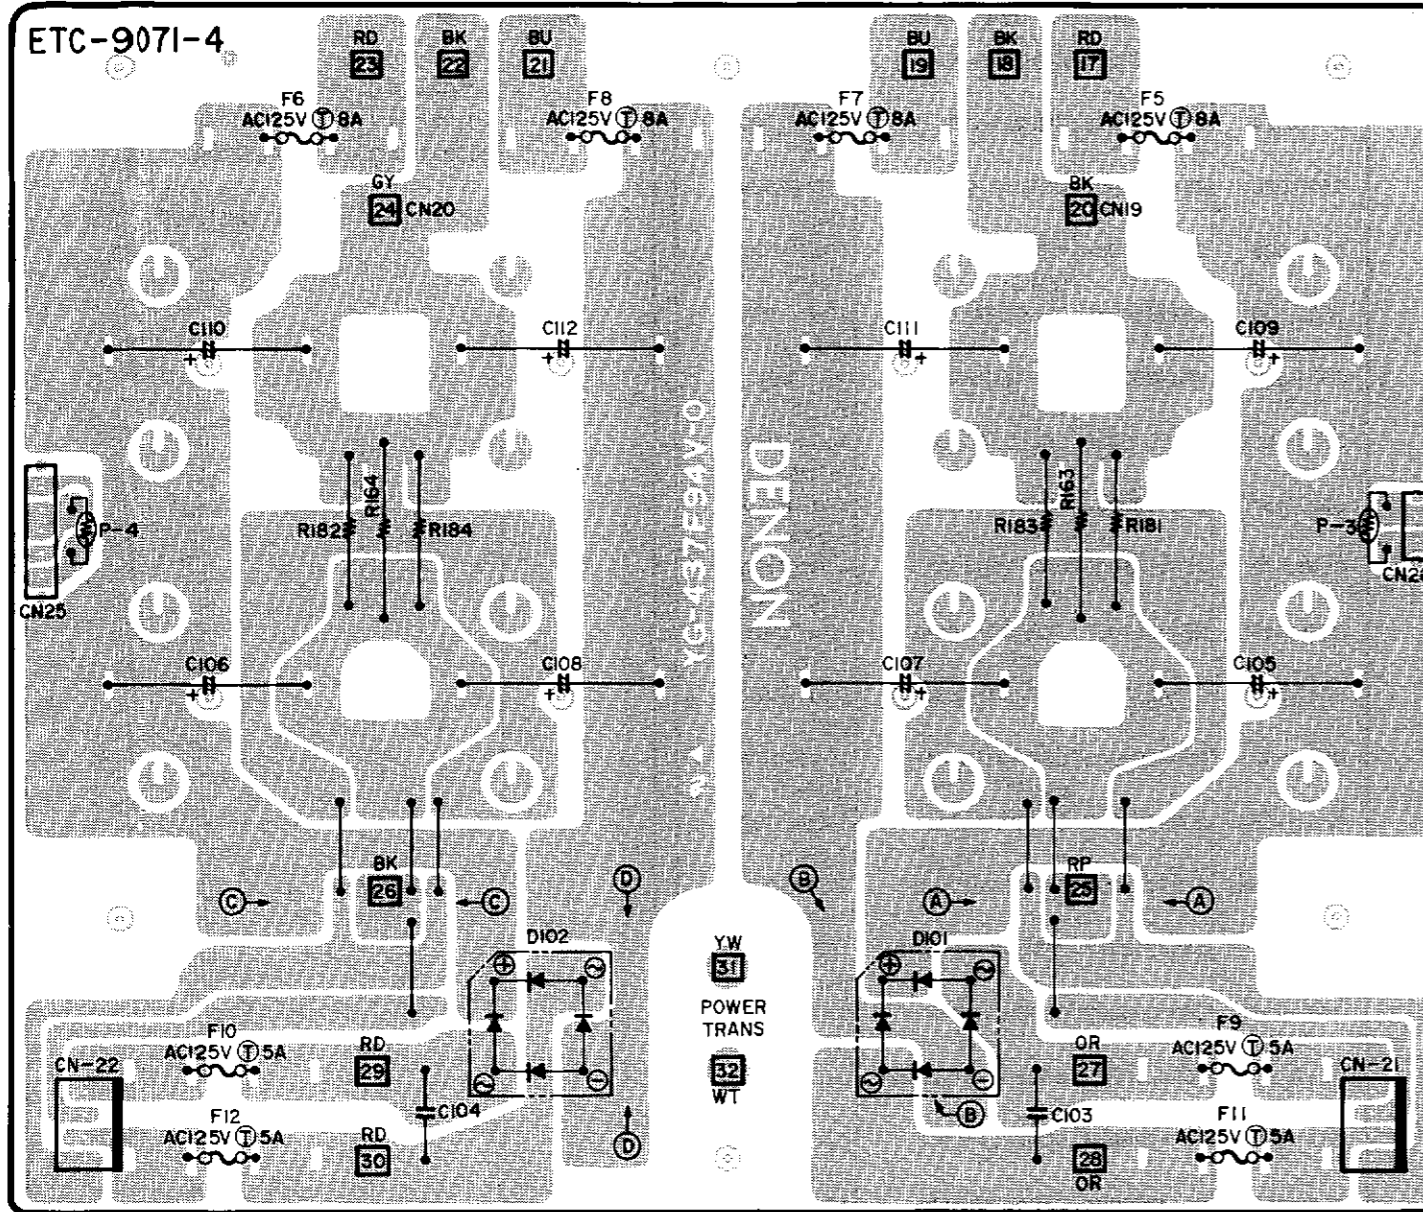 ETC-9071-4
RD
23
BK
22
BU
21
BU
19
BK
18
RD
17
F6
AC125V T 8A
F8
AC125V T 8A
F7
AC125V T 8A
F5
AC125V T 8A
GY
24 CN20
BK
20 CN19
C110
+
C112
+
C111
+
C109
+
YG-437F94V-0
DENON
R182
R164
R184
R183
R163
R181
P-4
CN25
P-3
C106
+
C108
+
C107
+
C105
+
BK
26
RP
25
C
C
D
B
A
A
D102
D101
+
~
~
-
+
~
~
-
YW
31
POWER
TRANS
32
WT
F10
AC125V T 5A
RD
29
CN-22
F12
AC125V T 5A
RD
30
C104
D
B
C103
OR
27
F9
AC125V T 5A
CN-21
F11
AC125V T 5A
28
OR